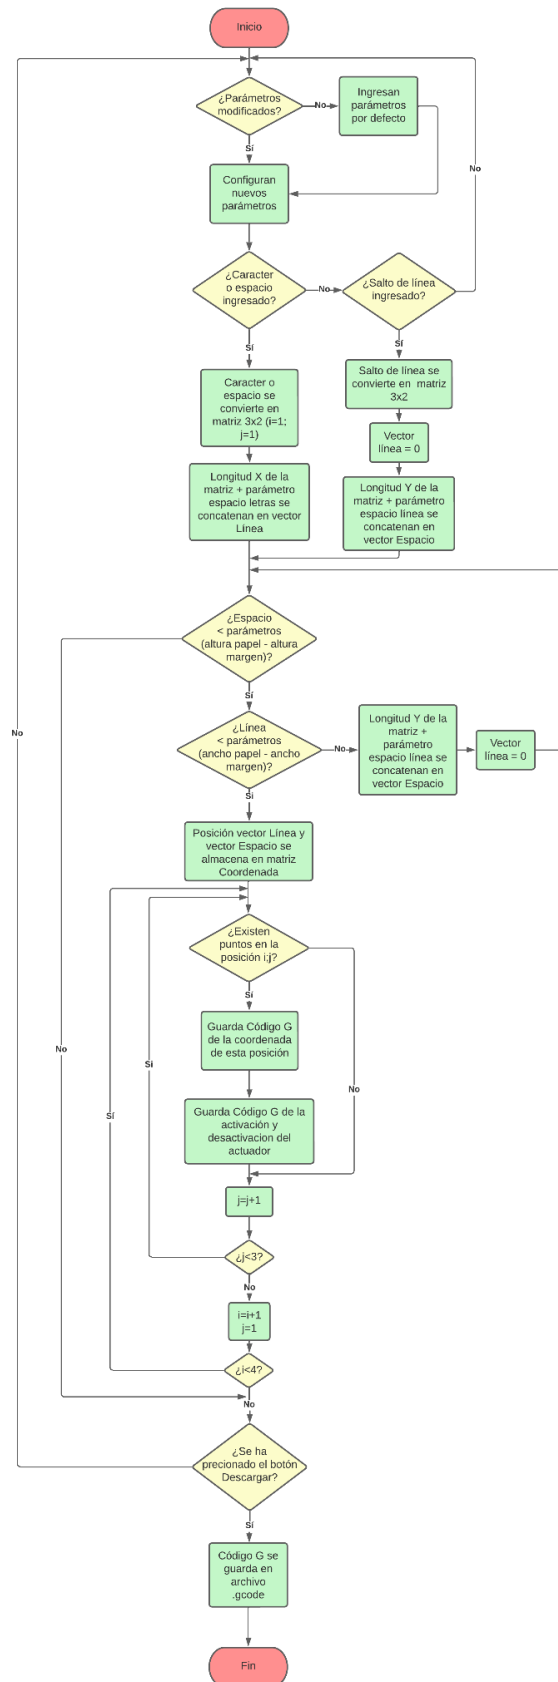 Inicio
¿Parámetros
modificados?
No
Ingresan
parámetros
por defecto
Sí
Configuran
nuevos
parámetros
No
¿Caracter
o espacio
ingresado?
No
¿Salto de línea
ingresado?
Sí
Sí
Caracter o
espacio se
convierte en
matriz 3x2 (i=1;
j=1)
Salto de línea se
convierte en matriz
3x2
Vector
línea = 0
Longitud X de la
matriz + parámetro
espacio letras se
concatenan en vector
Línea
Longitud Y de la
matriz + parámetro
espacio línea se
concatenan en
vector Espacio
¿Espacio
< parámetros
(altura papel - altura
margen)?
Sí
No
¿Línea
< parámetros
(ancho papel - ancho
margen)?
No
Longitud Y de la
matriz +
parámetro
espacio línea se
concatenan en
vector Espacio
Vector
línea = 0
Sí
Posición vector Línea y
vector Espacio se
almacena en matriz
Coordenada
¿Existen
puntos en la
posición i;j?
Sí
Guarda Código G
de la coordenada
de esta posición
No
Sí
No
Sí
Guarda Código G de la
activación y
desactivacion del
actuador
j=j+1
¿j<3?
No
i=i+1
j=1
¿i<4?
No
¿Se ha
precionado el botón
Descargar?
Sí
Código G se
guarda en
archivo
.gcode
Fin